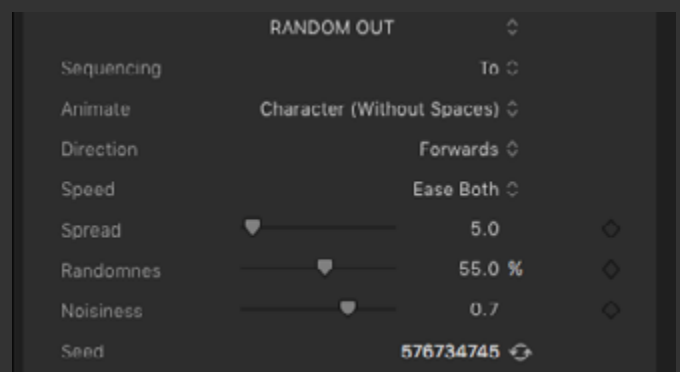 RANDOM OUT
Sequencing To
Animate Character (Without Spaces)
Direction Forwards
Speed Ease Both
Spread 5.0
Randomnes 55.0 %
Noisiness 0.7
Seed 576734745